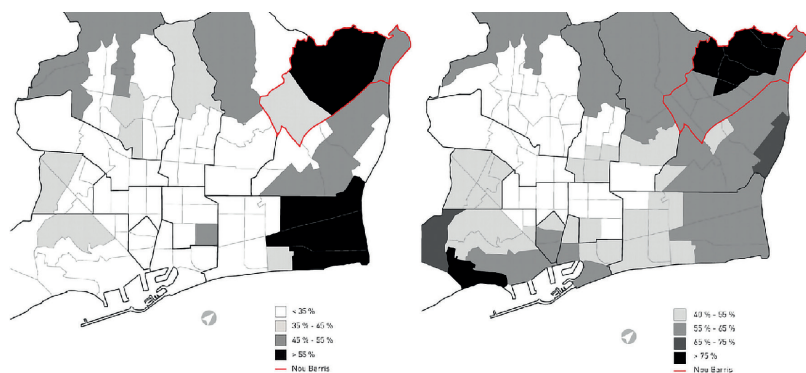 < 35 %
35 % - 45 %
45 % - 55 %
> 55 %
Nou Barris
40 % - 55 %
55 % - 65 %
65 % - 75 %
> 75 %
Nou Barris